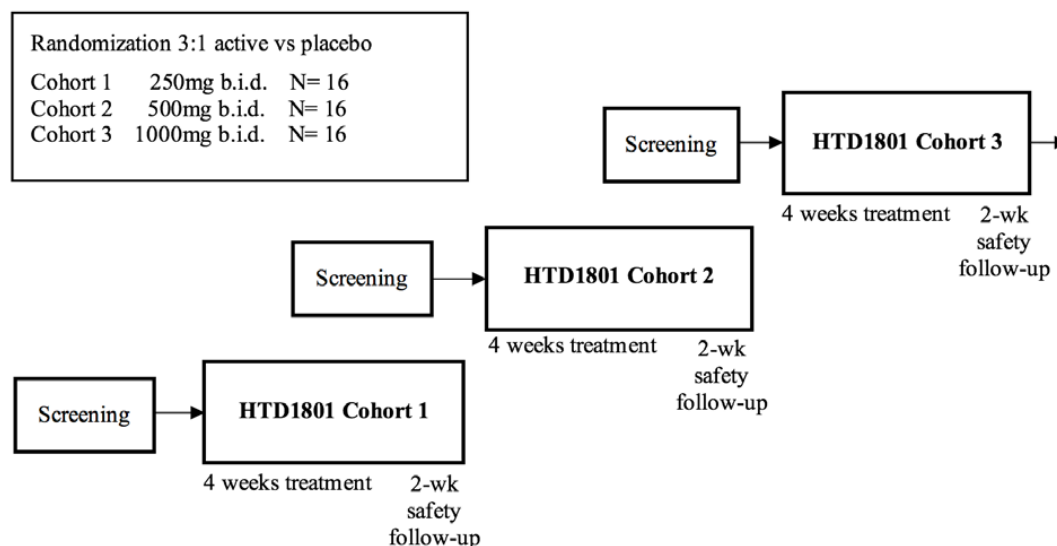 Randomization 3:1 active vs placebo
Cohort 1 250mg b.i.d. N= 16
Cohort 2 500mg b.i.d. N= 16
Cohort 3 1000mg b.i.d. N= 16
Screening
HTD1801 Cohort 3
4 weeks treatment
2-wk
safety
follow-up
Screening
HTD1801 Cohort 2
4 weeks treatment
2-wk
safety
follow-up
Screening
HTD1801 Cohort 1
4 weeks treatment
2-wk
safety
follow-up